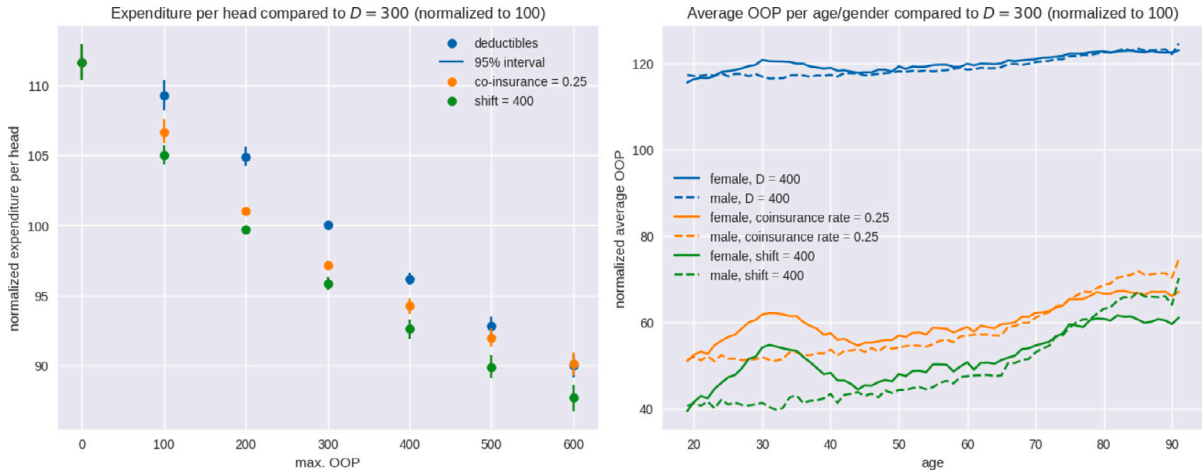 Expenditure per head compared to D = 300 (normalized to 100)
normalized expenditure per head
110
105
100
95
90
deductibles
95% interval
co-insurance = 0.25
shift = 400
0 100 200 300 400 500 600
max. OOP
Average OOP per age/gender compared to D = 300 (normalized to 100)
normalized average OOP
120
100
80
60
40
female, D = 400
male, D = 400
female, coinsurance rate = 0.25
male, coinsurance rate = 0.25
female, shift = 400
male, shift = 400
20 30 40 50 60 70 80 90
age